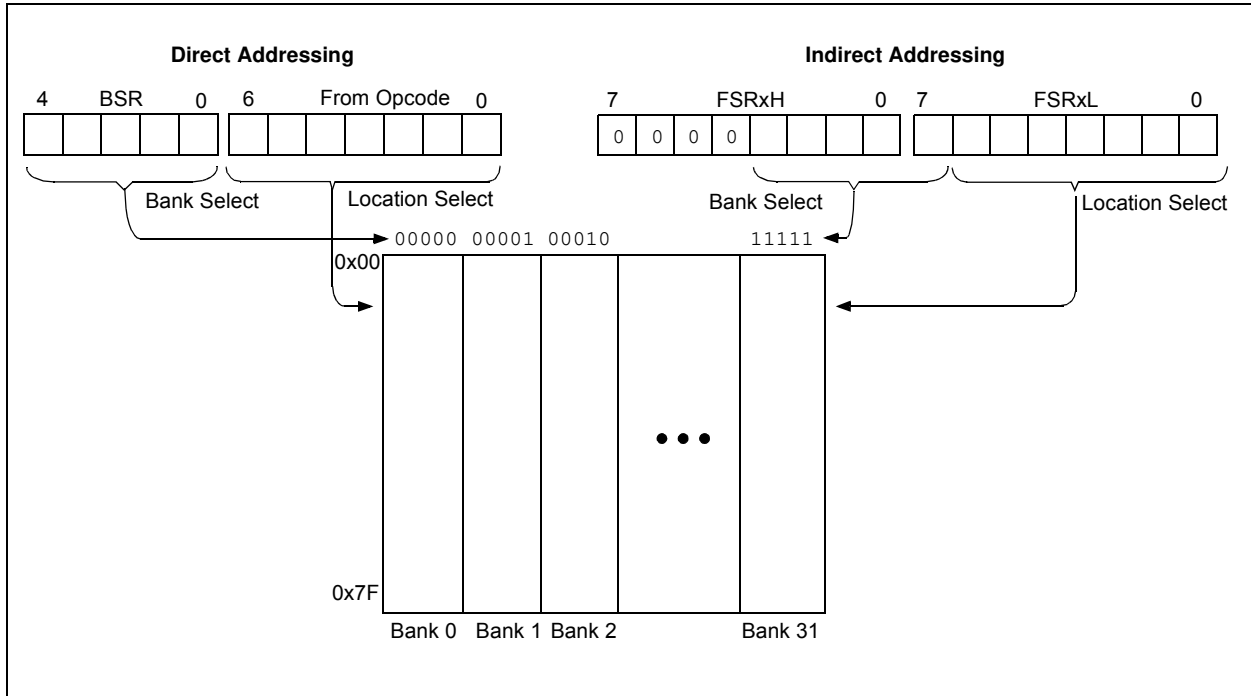 Direct Addressing
Indirect Addressing
4 BSR 0 6 From Opcode 0
7 FSRxH 0 7 FSRxL 0
0 0 0 0
Bank Select Location Select
Bank Select Location Select
00000 00001 00010 11111
0x00
0x7F
Bank 0 Bank 1 Bank 2 Bank 31